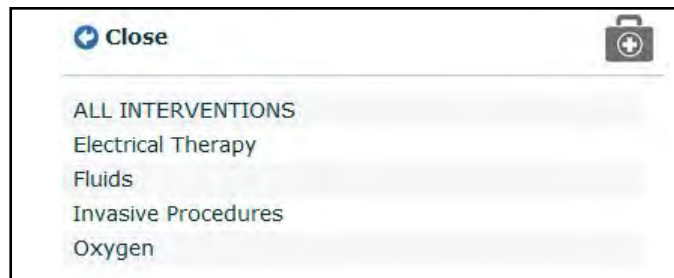 Close
ALL INTERVENTIONS
Electrical Therapy
Fluids
Invasive Procedures
Oxygen